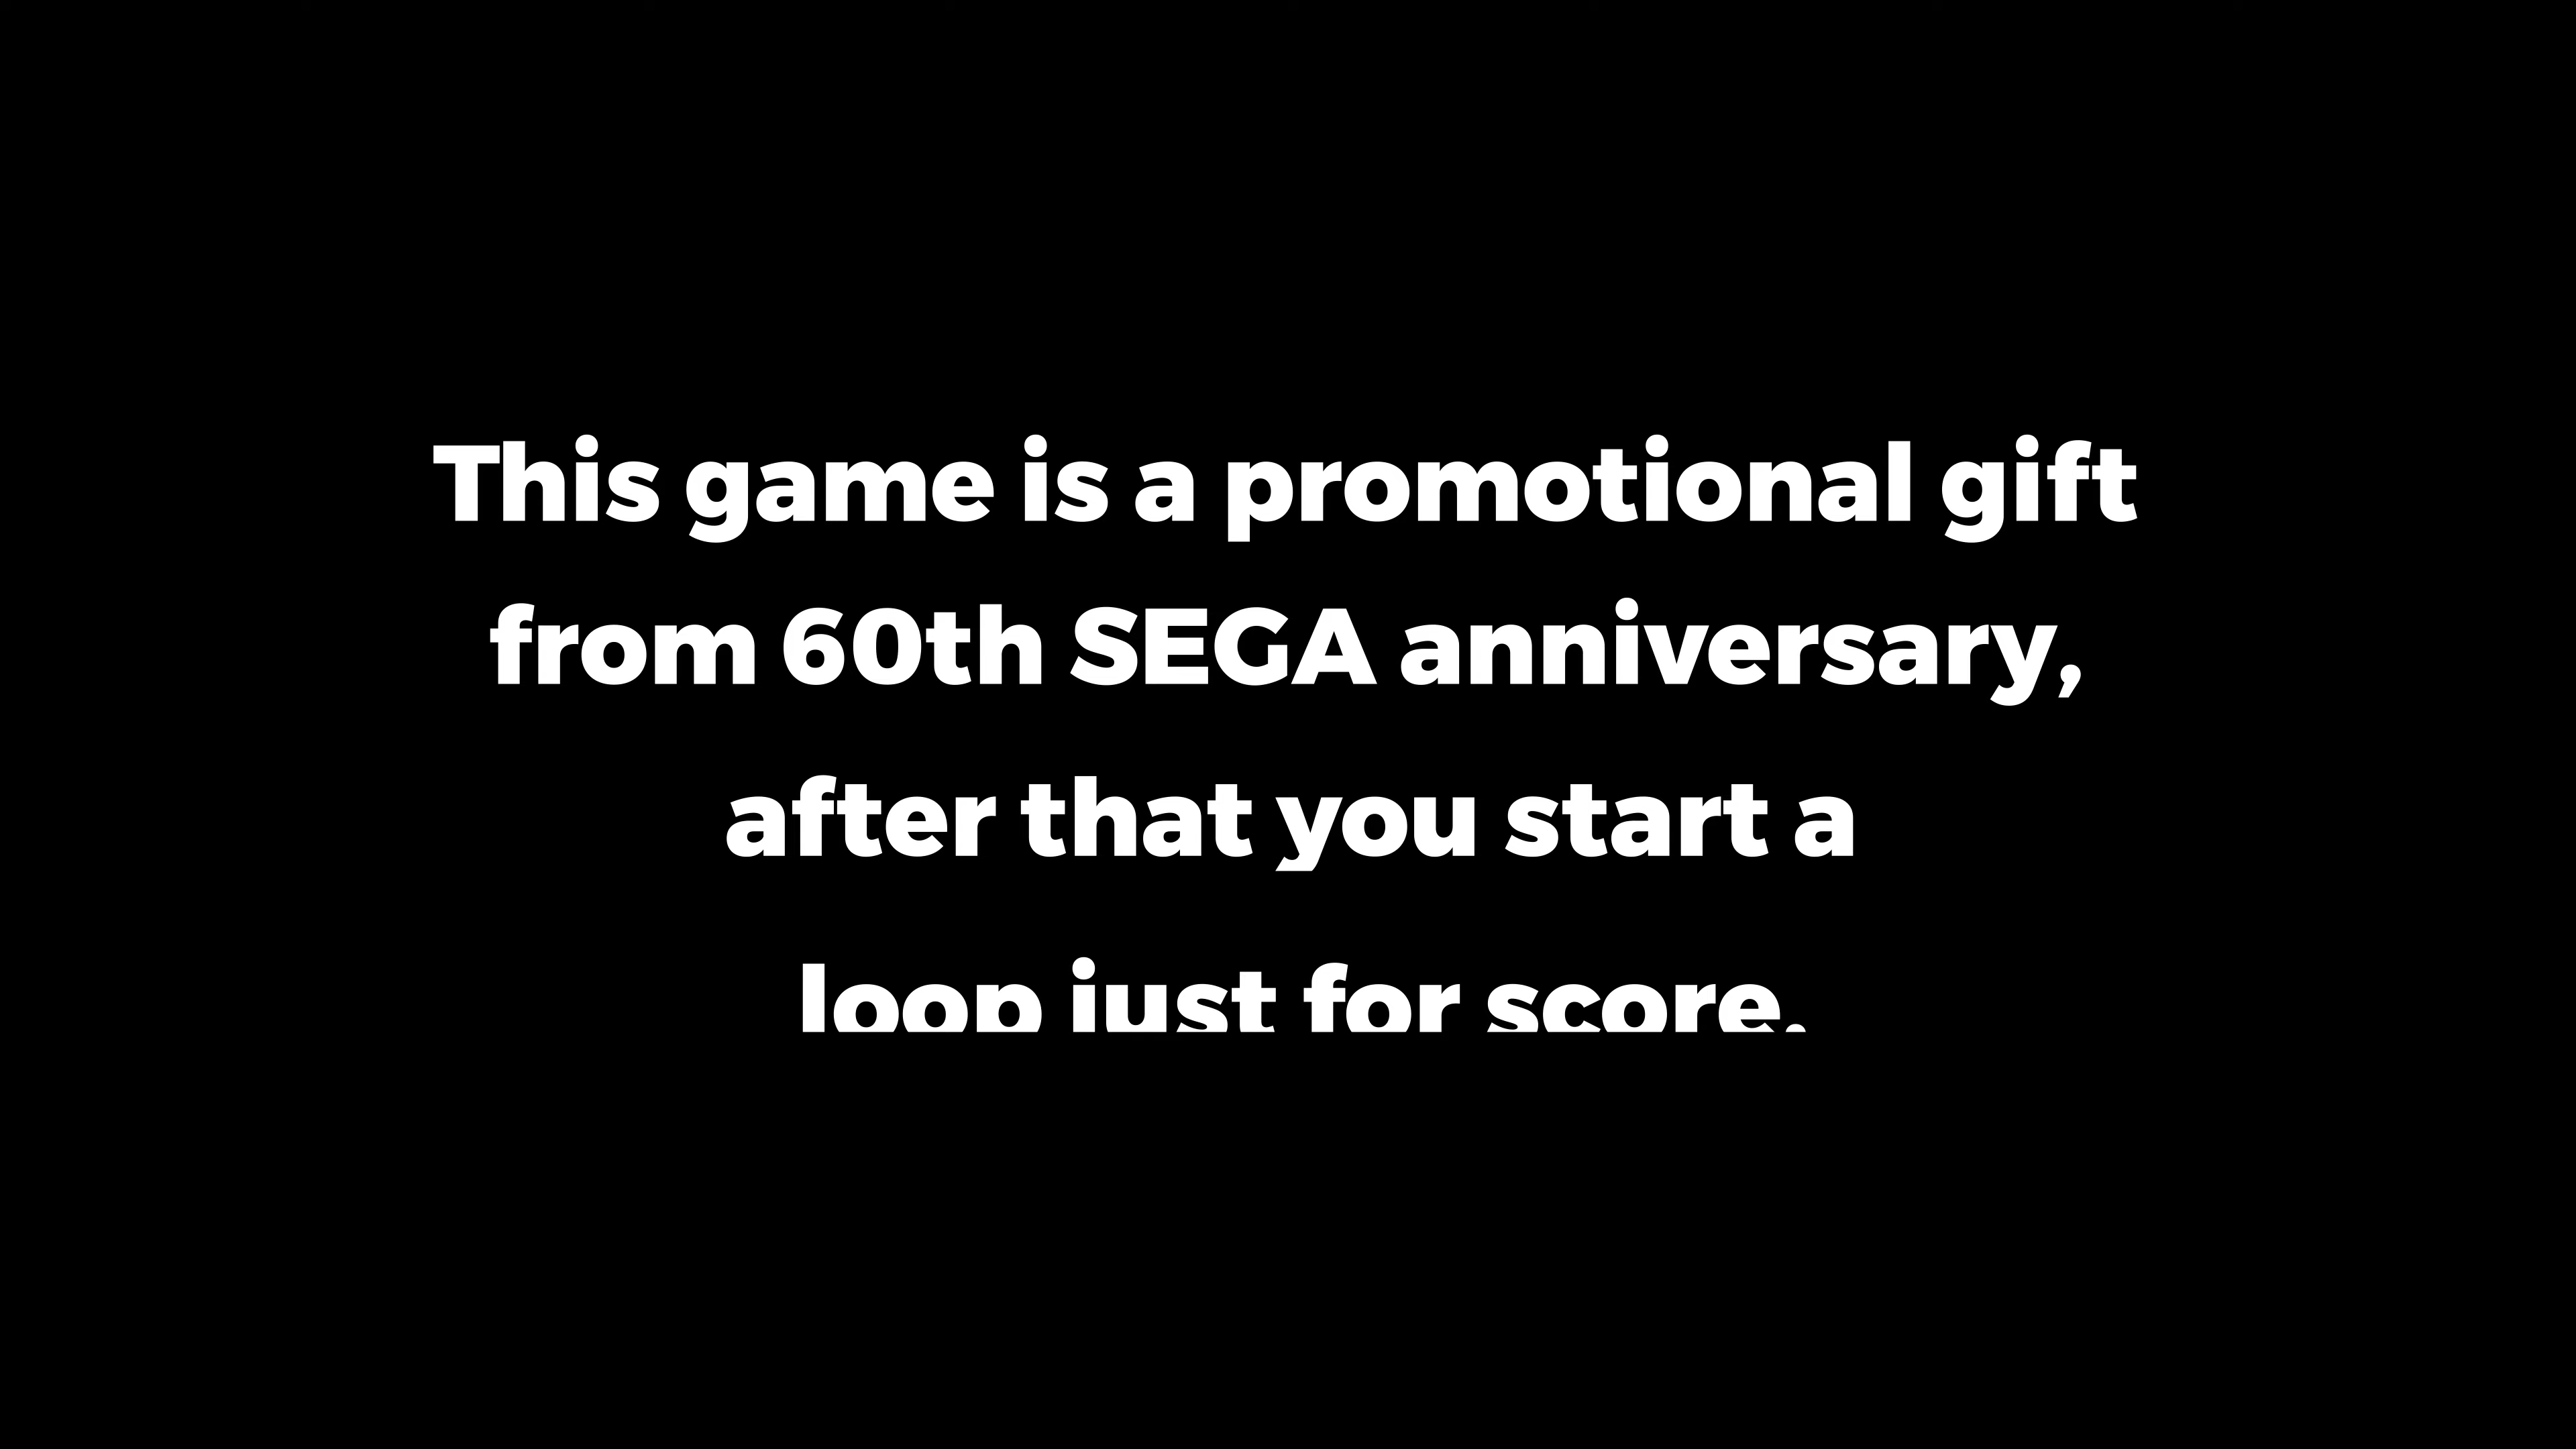 This game is a promotional gift
from 60th SEGA anniversary,
after that you start a
loop just for score.